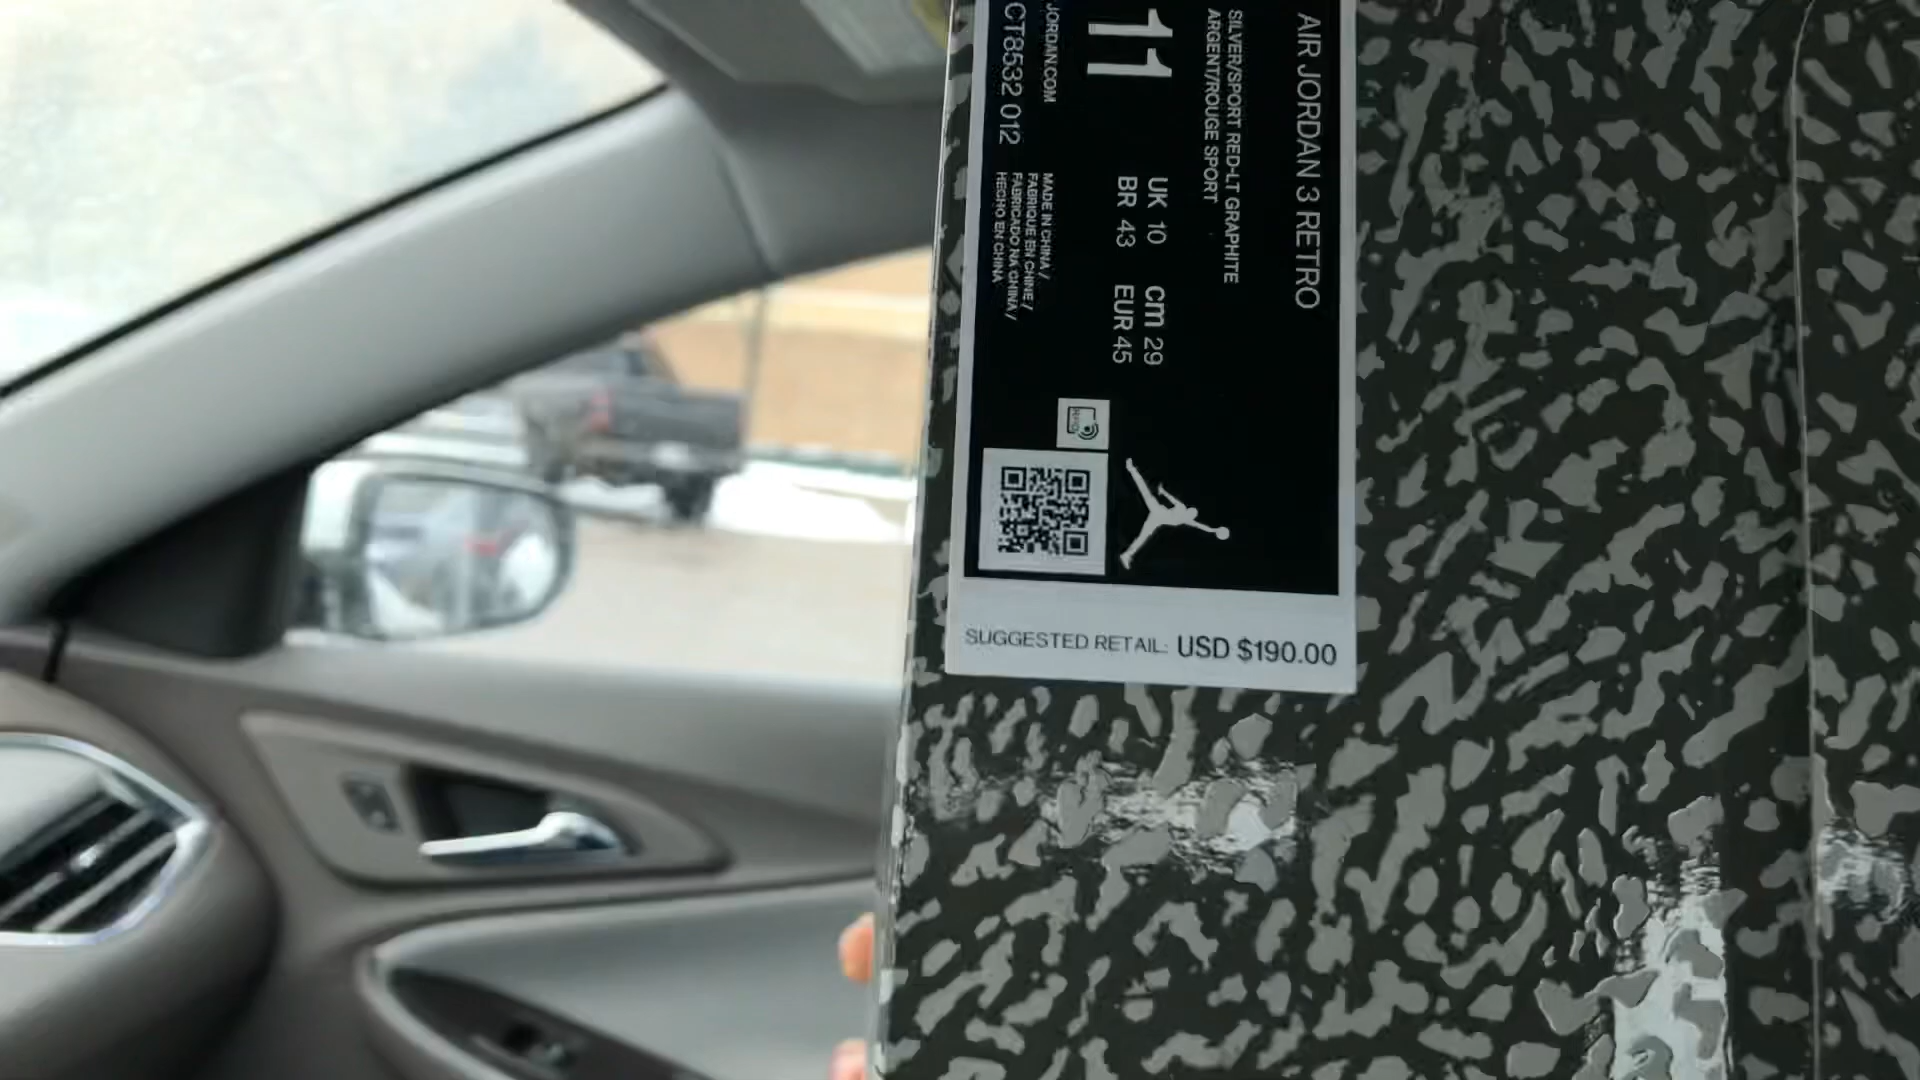 AIR JORDAN 3 RETRO
SILVER/SPORT RED-LT GRAPHITE
ARGENT/ROUGE SPORT
11
UK 10 cm 29
BR 43 EUR 45
JORDAN.COM
CT8532 012
MADE IN CHINA /
FABRIQUE EN CHINE /
FABRICADO NA CHINA /
HECHO EN CHINA
SUGGESTED RETAIL: USD $190.00